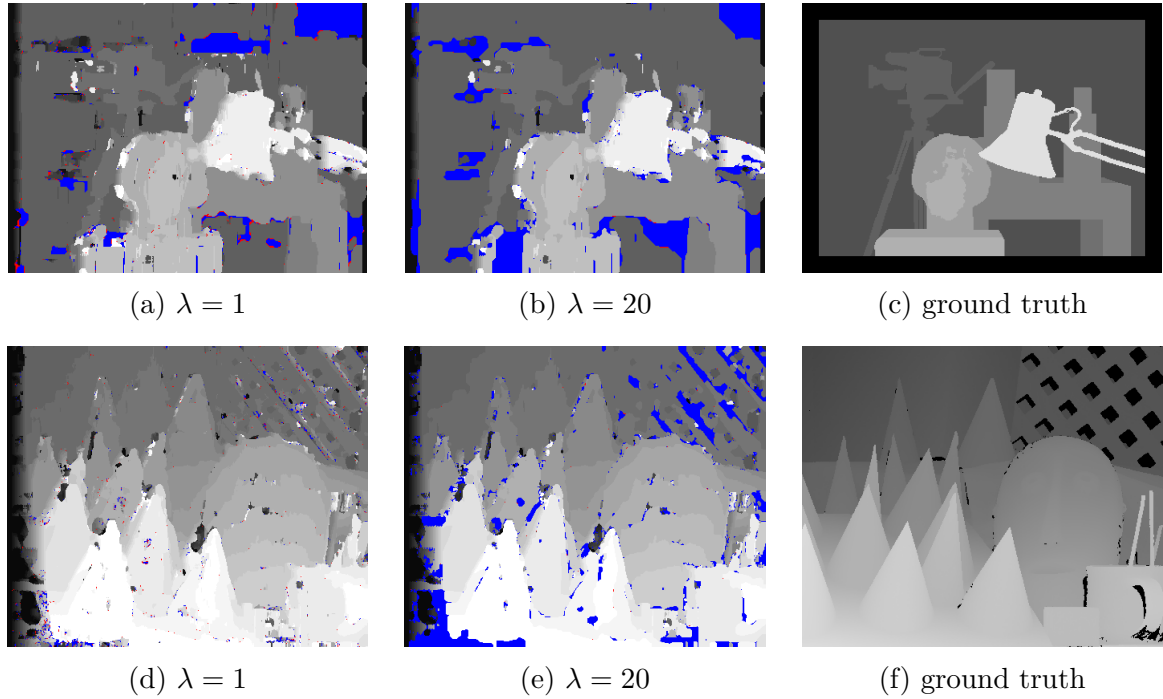 (a) λ = 1
(b) λ = 20
(c) ground truth
(d) λ = 1
(e) λ = 20
(f) ground truth